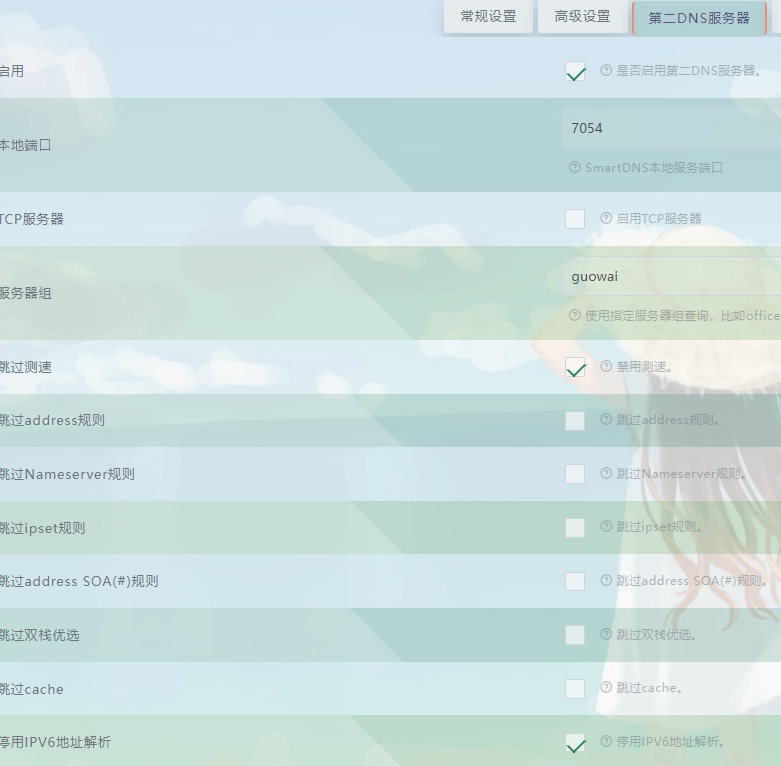 常规设置 高级设置 第二DNS服务器
启用 是否启用第二DNS服务器。
本地端口 7054
SmartDNS本地服务端口
TCP服务器 启用TCP服务器
服务器组 guowai
使用指定服务器组查询，比如office
跳过测速 禁用测速。
跳过address规则 跳过address规则。
跳过Nameserver规则 跳过Nameserver规则。
跳过ipset规则 跳过ipset规则。
跳过address SOA(#)规则 跳过address SOA(#)规则。
跳过双栈优选 跳过双栈优选。
跳过cache 跳过cache。
停用IPV6地址解析 停用IPV6地址解析。